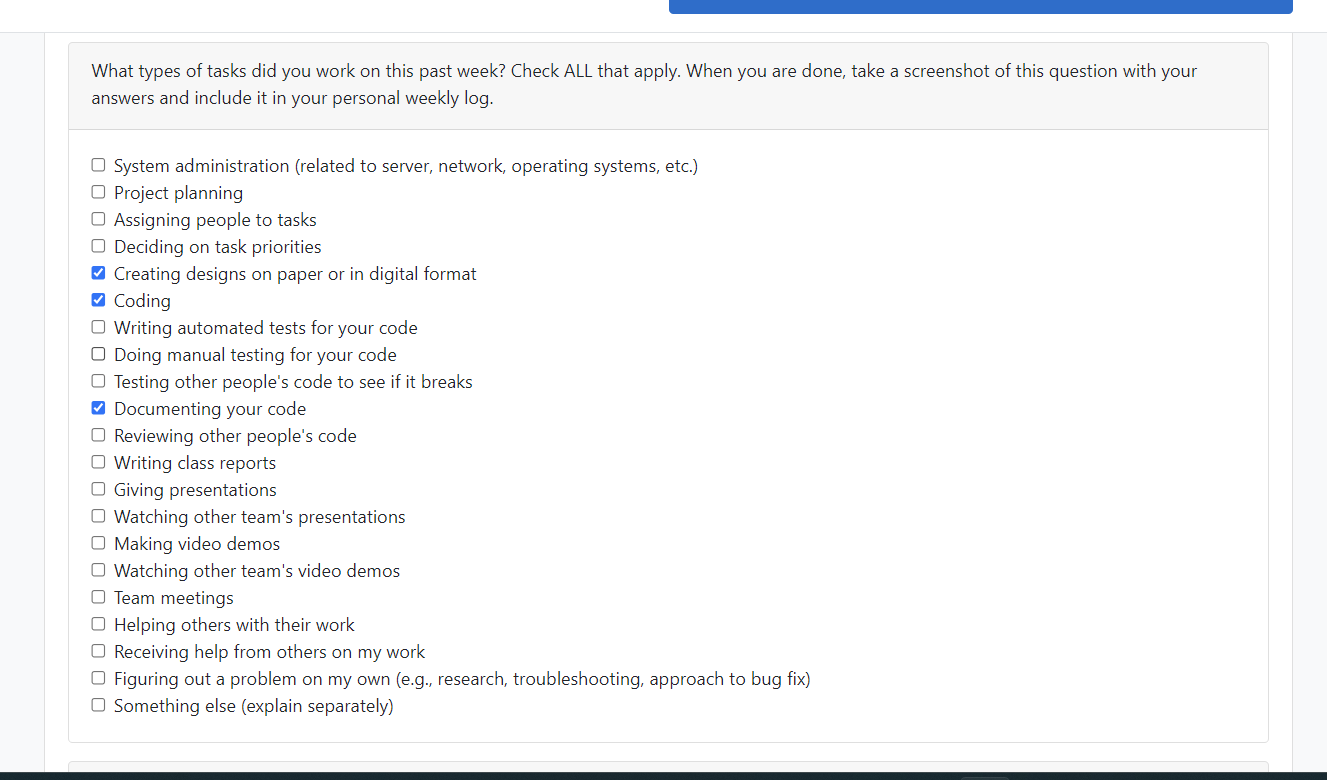 What types of tasks did you work on this past week? Check ALL that apply. When you are done, take a screenshot of this question with your
answers and include it in your personal weekly log.
System administration (related to server, network, operating systems, etc.)
Project planning
Assigning people to tasks
Deciding on task priorities
Creating designs on paper or in digital format
Coding
Writing automated tests for your code
Doing manual testing for your code
Testing other people's code to see if it breaks
Documenting your code
Reviewing other people's code
Writing class reports
Giving presentations
Watching other team's presentations
Making video demos
Watching other team's video demos
Team meetings
Helping others with their work
Receiving help from others on my work
Figuring out a problem on my own (e.g., research, troubleshooting, approach to bug fix)
Something else (explain separately)